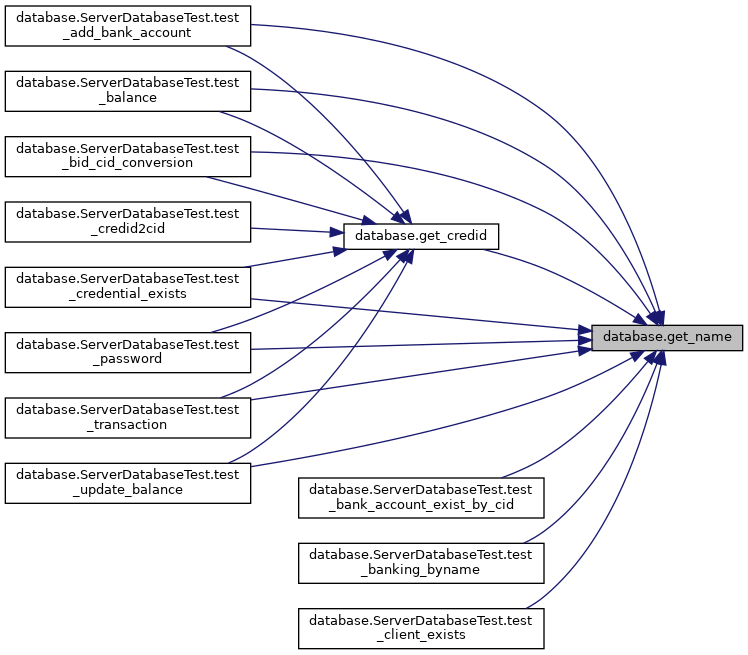 database.ServerDatabaseTest.test
_add_bank_account
database.ServerDatabaseTest.test
_balance
database.ServerDatabaseTest.test
_bid_cid_conversion
database.ServerDatabaseTest.test
_credid2cid
database.get_credid
database.ServerDatabaseTest.test
_credential_exists
database.get_name
database.ServerDatabaseTest.test
_password
database.ServerDatabaseTest.test
_transaction
database.ServerDatabaseTest.test
_update_balance
database.ServerDatabaseTest.test
_bank_account_exist_by_cid
database.ServerDatabaseTest.test
_banking_byname
database.ServerDatabaseTest.test
_client_exists